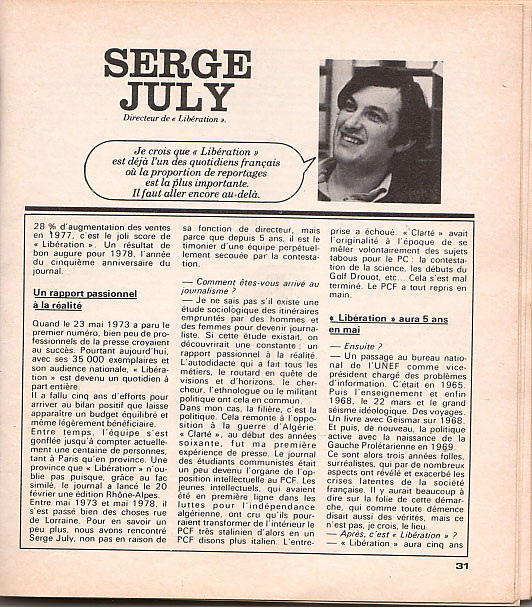 SERGE
JULY
Directeur de « Libération ».
Je crois que « Libération »
est déjà l'un des quotidiens français
où la proportion de reportages
est la plus importante.
Il faut aller encore au-delà.
28 % d'augmentation des ventes
en 1977, c'est le joli score de
« Libération ». Un résultat de
bon augure pour 1978, l'année
du cinquième anniversaire du
journal.
Un rapport passionnel
à la réalité
Quand le 23 mai 1973 a paru le
premier numéro, bien peu de pro-
fessionnels de la presse croyaient
au succès. Pourtant aujourd'hui,
avec ses 35 000 exemplaires et
son audience nationale, « Libéra-
tion » est devenu un quotidien à
part entière.
Il a fallu cinq ans d'efforts pour
arriver au bilan positif que laisse
apparaître un budget équilibré et
même légèrement bénéficiaire.
Entre temps, l'équipe s'est
gonflée jusqu'à compter actuelle-
ment une centaine de personnes,
tant à Paris qu'en province. Une
province que « Libération » n'ou-
blie pas puisque, grâce au fac
similé, le journal a lancé le 20
février une édition Rhône-Alpes.
Entre mai 1973 et mai 1978, il
s'est passé bien des choses rue
de Lorraine. Pour en savoir un
peu plus, nous avons rencontré
Serge July, non pas en raison de
sa fonction de directeur, mais
parce que depuis 5 ans, il est le
timonier d'une équipe perpétuel-
lement secouée par la contesta-
tion.
— Comment êtes-vous arrivé au
journalisme ?
— Je ne sais pas s'il existe une
étude sociologique des itinéraires
empruntés par des hommes et
des femmes pour devenir journa-
liste. Si cette étude existait, on
découvrirait une constante : un
rapport passionnel à la réalité.
L'autodidacte qui a fait tous les
métiers, le routard en quête de
visions et d'horizons, le cher-
cheur, l'ethnologue ou le militant
politique ont cela en commun.
Dans mon cas, la filière, c'est la
politique. Cela remonte à l'oppo-
sition à la guerre d'Algérie.
« Clarté », au début des années
soixante, fut ma première
expérience de presse. Le journal
des étudiants communistes était
un peu devenu l'organe de l'op-
position intellectuelle au PCF. Les
jeunes intellectuels, qui avaient
été en première ligne dans les
luttes pour l'indépendance
algérienne, ont cru qu'ils pour-
raient transformer de l'intérieur le
PCF très stalinien d'alors en un
PCF disons plus italien. L'entre-
prise a échoué. « Clarté » avait
l'originalité à l'époque de se
mêler volontairement des sujets
tabous pour le PC : la contesta-
tion de la science, les débuts du
Golf Drouot, etc... Cela s'est mal
terminé. Le PCF a tout repris en
main.
« Libération » aura 5 ans
en mai
— Ensuite ?
— Un passage au bureau natio-
nal de l'UNEF comme vice-
président chargé des problèmes
d'information. C'était en 1965.
Puis l'enseignement et enfin
1968, le 22 mars et le grand
séisme idéologique. Des voyages.
Un livre avec Geismar sur 1968.
Et puis, de nouveau, la politique
active avec la naissance de la
Gauche Prolétarienne en 1969.
Ce sont alors trois années folles,
surréalistes, qui par de nombreux
aspects ont révélé et exacerbé les
crises latentes de la société
française. Il y aurait beaucoup à
dire sur la folie de cette démar-
che, qui comme toute démence
disait aussi des vérités, mais ce
n'est pas, je crois, le lieu.
— Après, c'est « Libération » ?
— « Libération » aura cinq ans
31